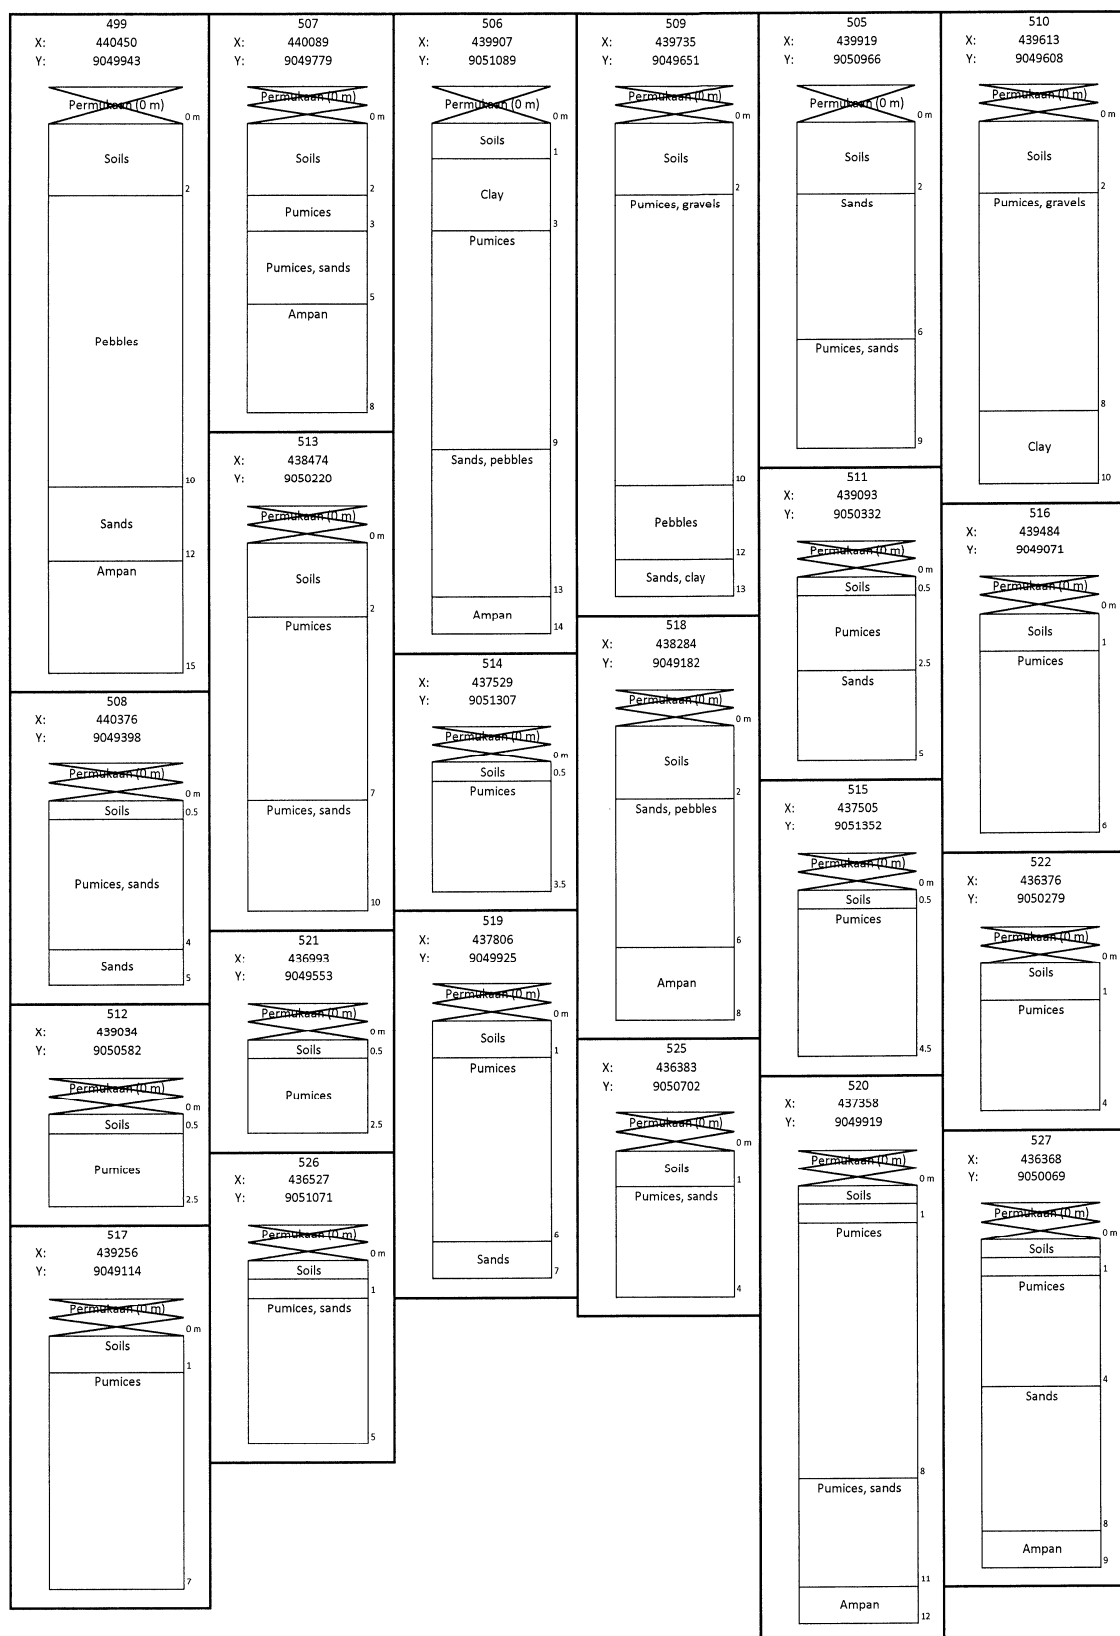 499
X: 440450
Y: 9049943
Permukaan (0 m)
0 m
Soils
2
Pebbles
10
Sands
12
Ampan
15
508
X: 440376
Y: 9049398
Permukaan (0 m)
0 m
Soils
0.5
Pumices, sands
4
Sands
5
512
X: 439034
Y: 9050582
Permukaan (0 m)
0 m
Soils
0.5
Pumices
2.5
517
X: 439256
Y: 9049114
Permukaan (0 m)
0 m
Soils
1
Pumices
7
507
X: 440089
Y: 9049779
Permukaan (0 m)
0 m
Soils
2
Pumices
3
Pumices, sands
5
Ampan
8
513
X: 438474
Y: 9050220
Permukaan (0 m)
0 m
Soils
2
Pumices
7
Pumices, sands
10
521
X: 436993
Y: 9049553
Permukaan (0 m)
0 m
Soils
0.5
Pumices
2.5
526
X: 436527
Y: 9051071
Permukaan (0 m)
0 m
Soils
1
Pumices, sands
5
506
X: 439907
Y: 9051089
Permukaan (0 m)
0 m
Soils
1
Clay
3
Pumices
9
Sands, pebbles
13
Ampan
14
514
X: 437529
Y: 9051307
Permukaan (0 m)
0 m
Soils
0.5
Pumices
3.5
519
X: 437806
Y: 9049925
Permukaan (0 m)
0 m
Soils
1
Pumices
6
Sands
7
509
X: 439735
Y: 9049651
Permukaan (0 m)
0 m
Soils
2
Pumices, gravels
10
Pebbles
12
Sands, clay
13
518
X: 438284
Y: 9049182
Permukaan (0 m)
0 m
Soils
2
Sands, pebbles
6
Ampan
8
525
X: 436383
Y: 9050702
Permukaan (0 m)
0 m
Soils
1
Pumices, sands
4
505
X: 439919
Y: 9050966
Permukaan (0 m)
0 m
Soils
2
Sands
6
Pumices, sands
9
511
X: 439093
Y: 9050332
Permukaan (0 m)
0 m
Soils
0.5
Pumices
2.5
Sands
5
515
X: 437505
Y: 9051352
Permukaan (0 m)
0 m
Soils
0.5
Pumices
4.5
520
X: 437358
Y: 9049919
Permukaan (0 m)
0 m
Soils
1
Pumices
8
Pumices, sands
11
Ampan
12
510
X: 439613
Y: 9049608
Permukaan (0 m)
0 m
Soils
2
Pumices, gravels
8
Clay
10
516
X: 439484
Y: 9049071
Permukaan (0 m)
0 m
Soils
1
Pumices
6
522
X: 436376
Y: 9050279
Permukaan (0 m)
0 m
Soils
1
Pumices
4
527
X: 436368
Y: 9050069
Permukaan (0 m)
0 m
Soils
1
Pumices
4
Sands
8
Ampan
9